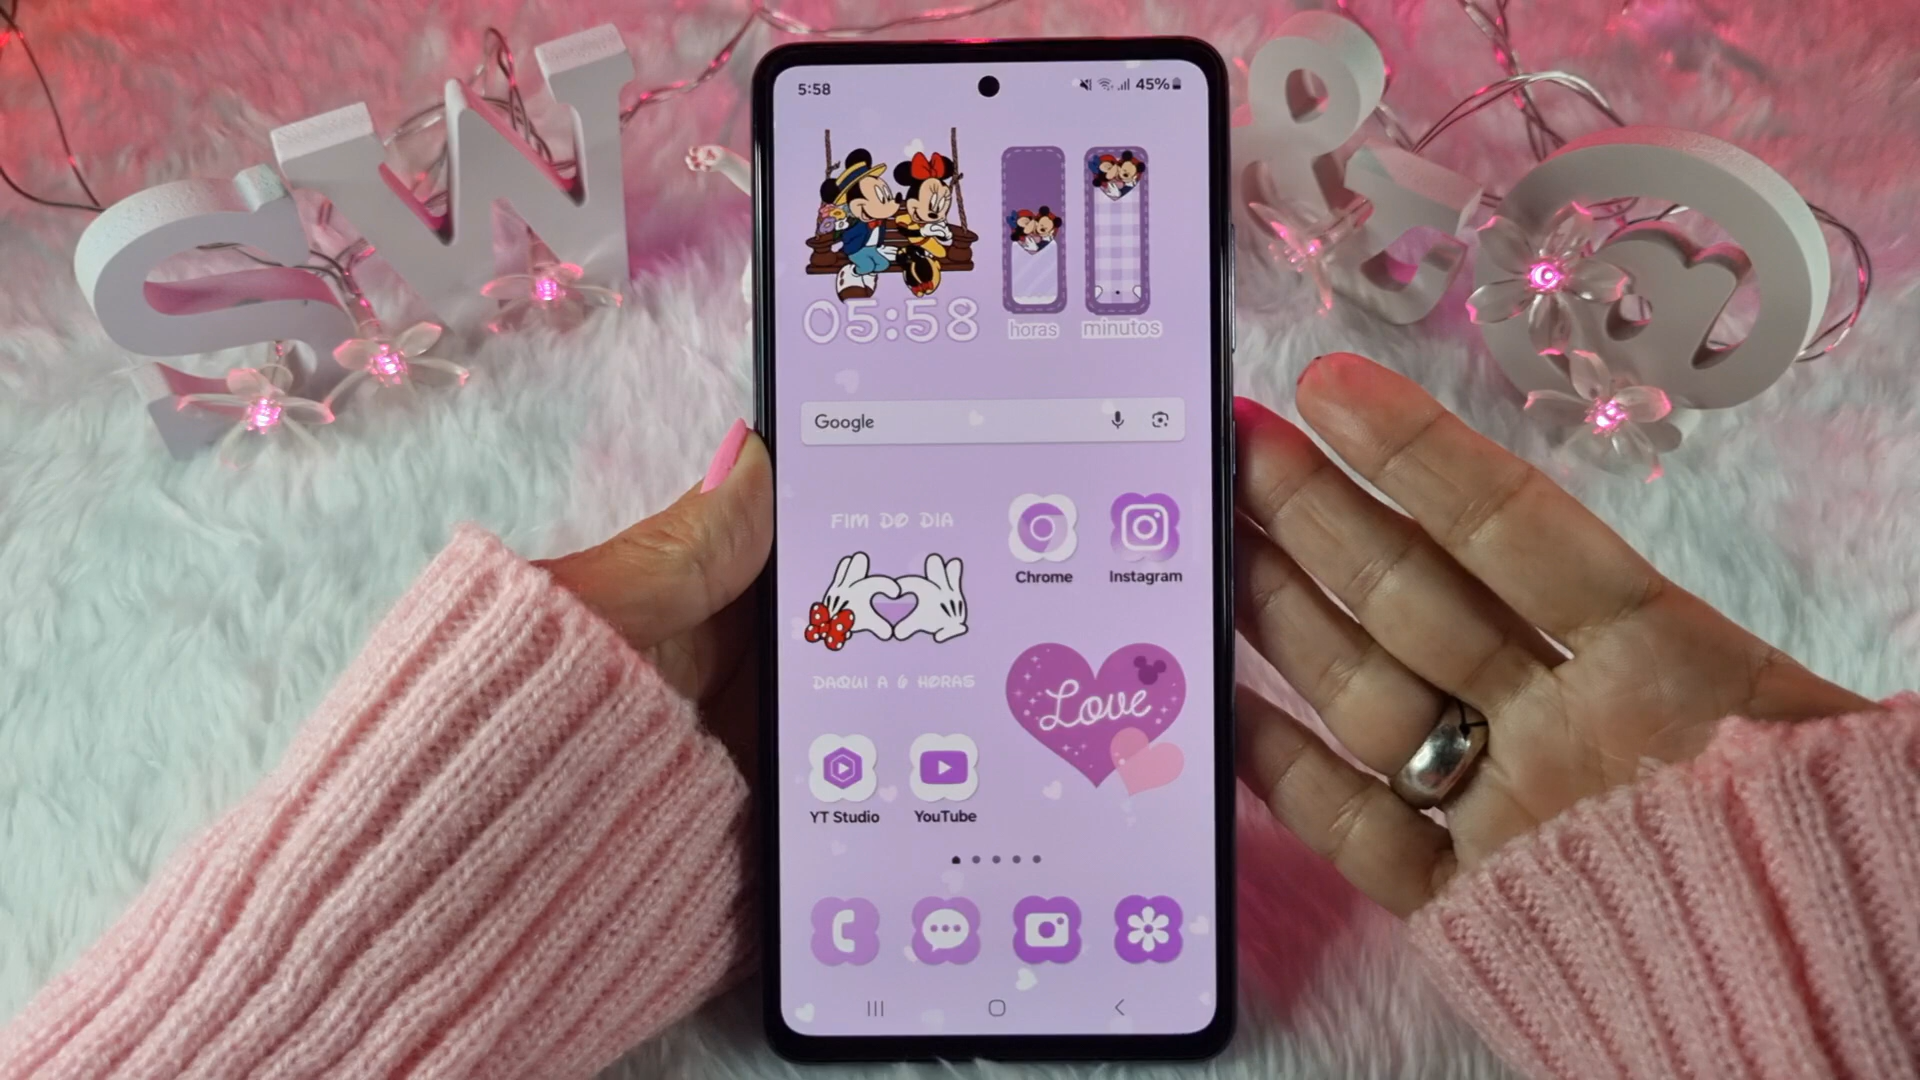 SW
&
m
5:58
45%
05:58
horas
minutos
Google
FIM DO DIA
DAQUI A 6 HORAS
Chrome
Instagram
Love
YT Studio
YouTube